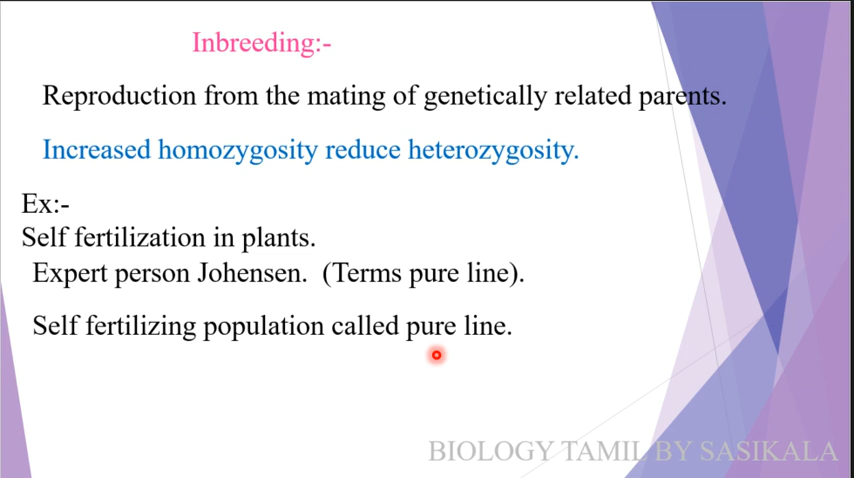 Inbreeding:-
Reproduction from the mating of genetically related parents.
Increased homozygosity reduce heterozygosity.
Ex:-
Self fertilization in plants.
Expert person Johensen. (Terms pure line).
Self fertilizing population called pure line.
BIOLOGY TAMIL BY SASIKALA